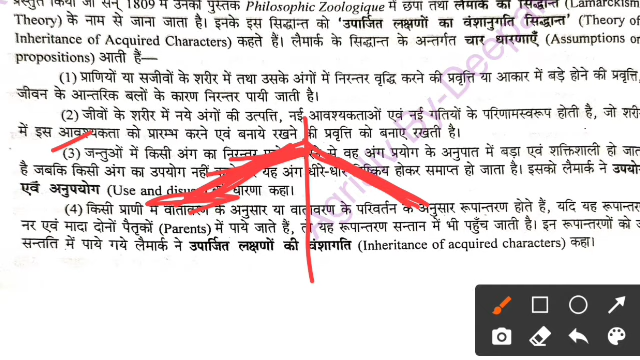 प्रस्तुत किया जो सन् 1809 में उनकी पुस्तक Philosophic Zoologique में छपा तथा लैमार्क का सिद्धान्त (Lamarckism
Theory) के नाम से जाना जाता है। इनके इस सिद्धान्त को 'उपार्जित लक्षणों का वंशानुगति सिद्धान्त' (Theory of
Inheritance of Acquired Characters) कहते हैं। लैमार्क के सिद्धान्त के अन्तर्गत चार धारणाएँ (Assumptions or
propositions) आती हैं—
(1) प्राणियों या सजीवों के शरीर में तथा उसके अंगों में निरन्तर वृद्धि करने की प्रवृत्ति या आकार में बड़े होने की प्रवृत्ति,
जीवन के आन्तरिक बलों के कारण निरन्तर पायी जाती है।
(2) जीवों के शरीर में नये अंगों की उत्पत्ति, नई आवश्यकताओं एवं नई गतियों के परिणामस्वरूप होती है, जो शरी
में इस आवश्यकता को प्रारम्भ करने एवं बनाये रखने की प्रवृत्ति को बनाए रखती है।
(3) जन्तुओं में किसी अंग का निरन्तर में वह अंग प्रयोग के अनुपात में बड़ा एवं शक्तिशाली हो जात
है जबकि किसी अंग का उपयोग नहीं यह अंग धीरे-धीरे होकर समाप्त हो जाता है। इसको लैमार्क ने उपयो
एवं अनुपयोग (Use and धारणा कहा।
(4) किसी प्राणी में वातावरण के अनुसार या वातावरण के परिवर्तन के अनुसार रूपान्तरण होते हैं, यदि यह रूपान्तर
नर एवं मादा दोनों पैतृकों (Parents) में पाये जाते हैं, तो यह रूपान्तरण सन्तान में भी पहुँच जाती है। इन रूपान्तरणों को ज
सन्तति में पाये गये लैमार्क ने उपार्जित लक्षणों की वंशागति (Inheritance of acquired characters) कहा।